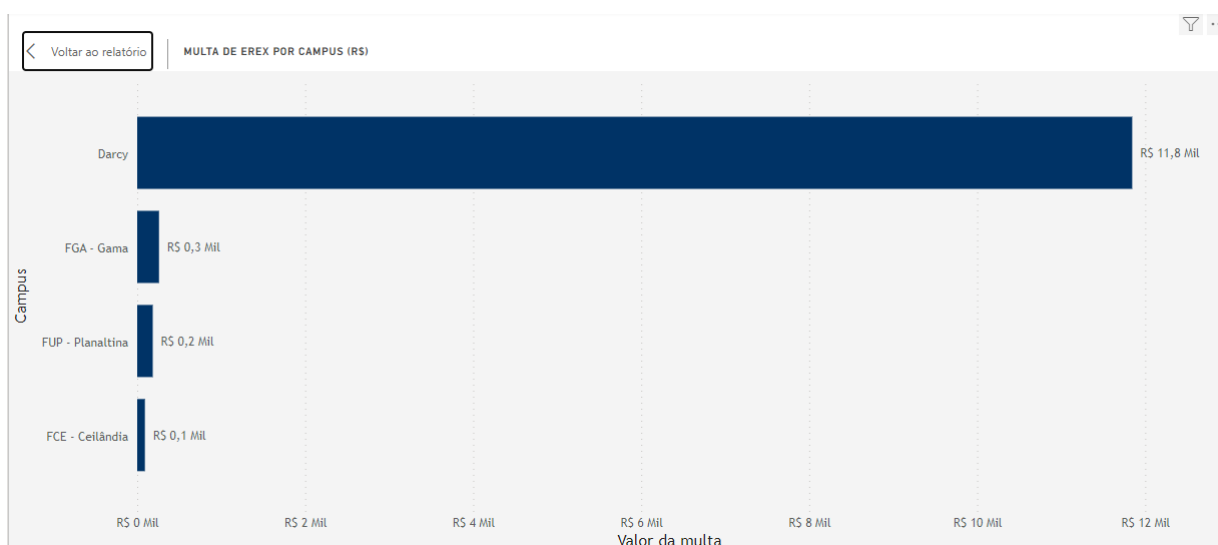 Voltar ao relatório
MULTA DE EREX POR CAMPUS (R$)
Darcy
R$ 11,8 Mil
FGA - Gama
R$ 0,3 Mil
Campus
FUP - Planaltina
R$ 0,2 Mil
FCE - Ceilândia
R$ 0,1 Mil
R$ 0 Mil R$ 2 Mil R$ 4 Mil R$ 6 Mil R$ 8 Mil R$ 10 Mil R$ 12 Mil
Valor da multa